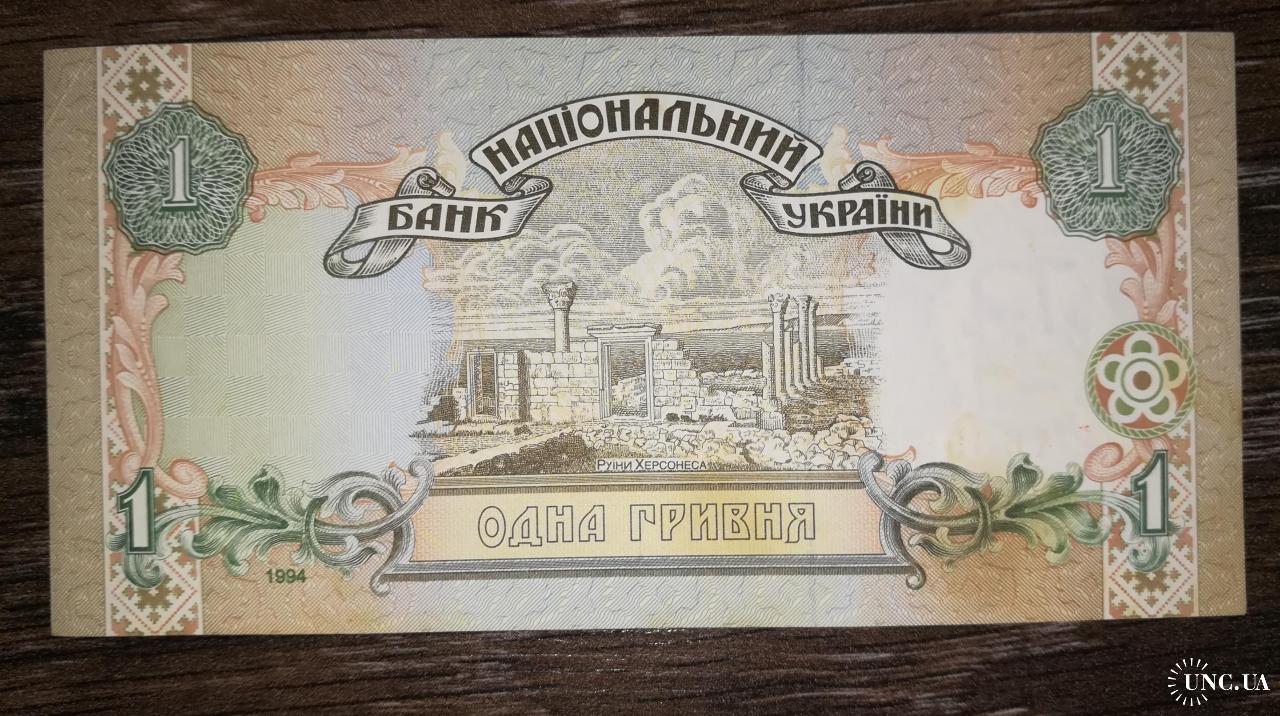 НАЦІОНАЛЬНИЙ
БАНК УКРАЇНИ
1 1
РУЇНИ ХЕРСОНЕСА
1 ОДНА ГРИВНЯ 1
1994
UNC.UA